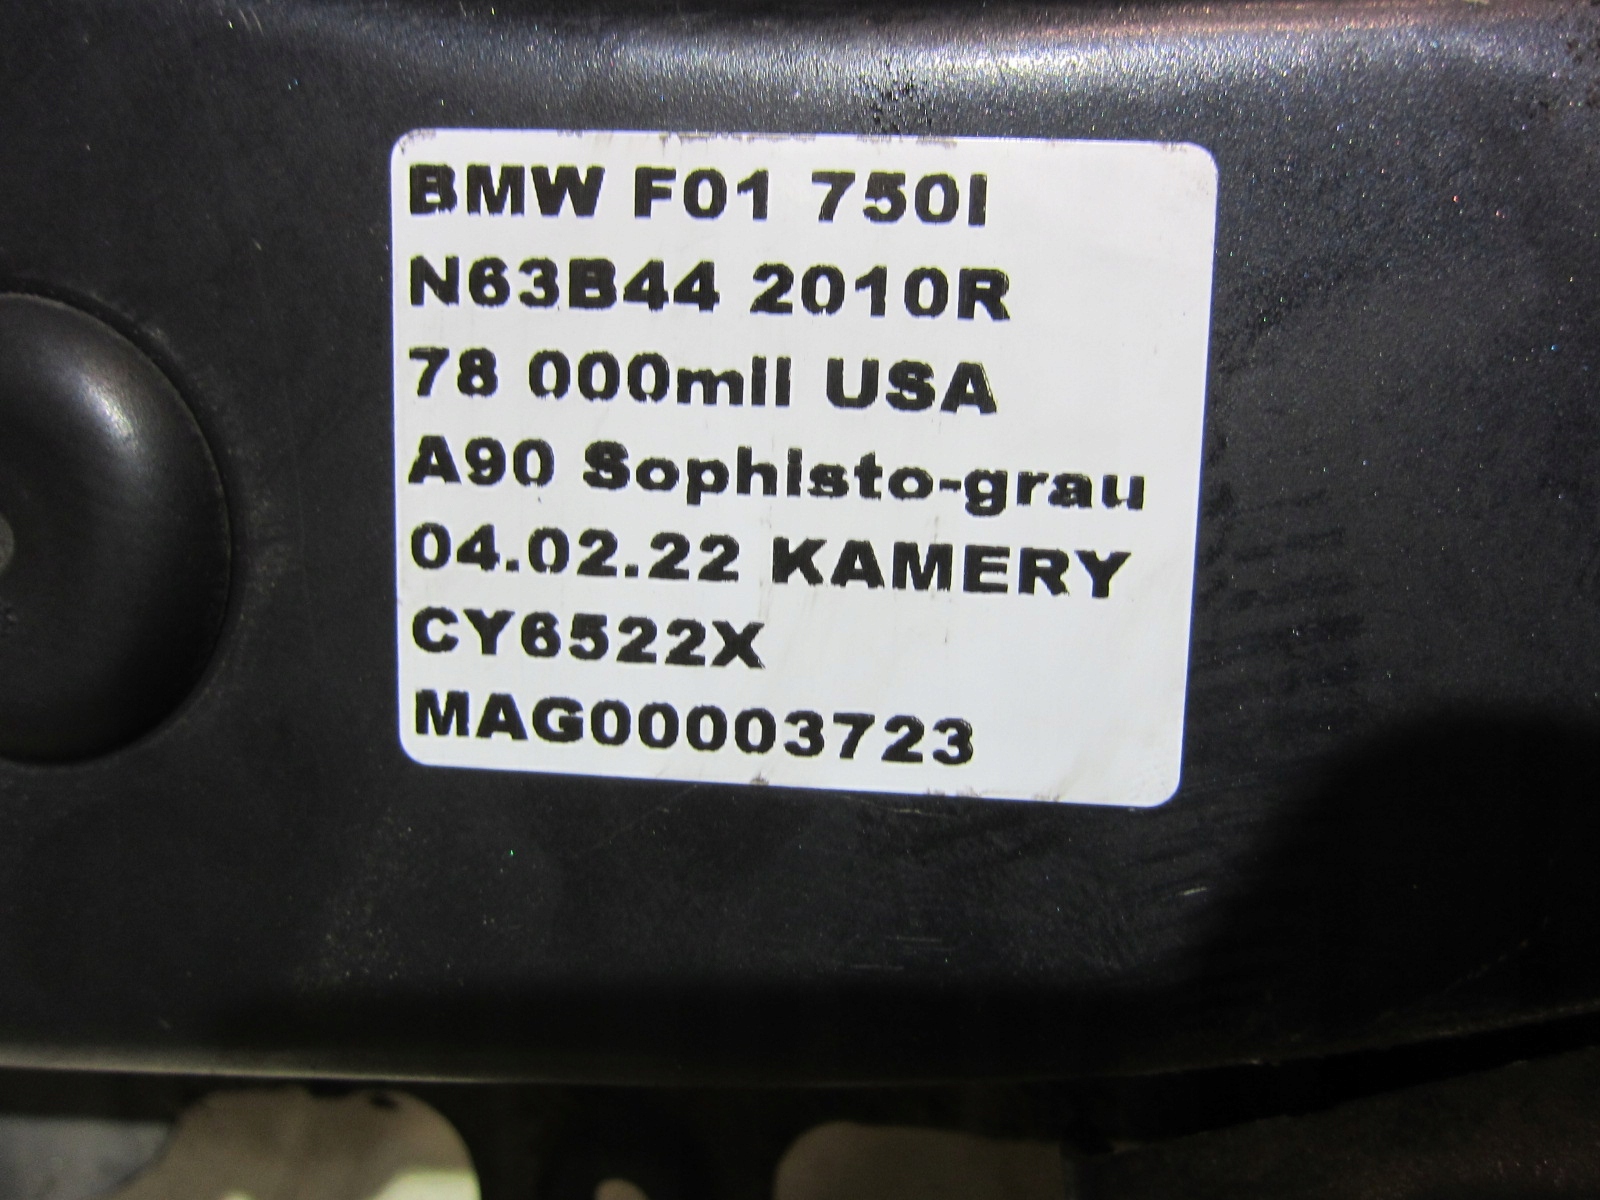 BMW F01 750I
N63B44 2010R
78 000mil USA
A90 Sophisto-grau
04.02.22 KAMERY
CY6522X
MAG00003723